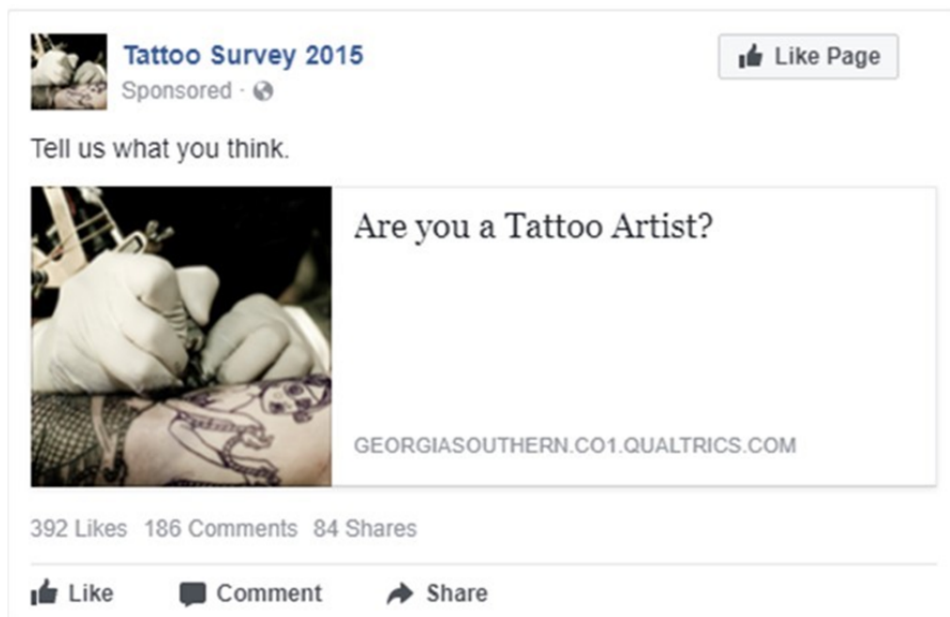 Tattoo Survey 2015
Like Page
Sponsored ·
Tell us what you think.
Are you a Tattoo Artist?
GEORGIASOUTHERN.CO1.QUALTRICS.COM
392 Likes 186 Comments 84 Shares
Like Comment Share